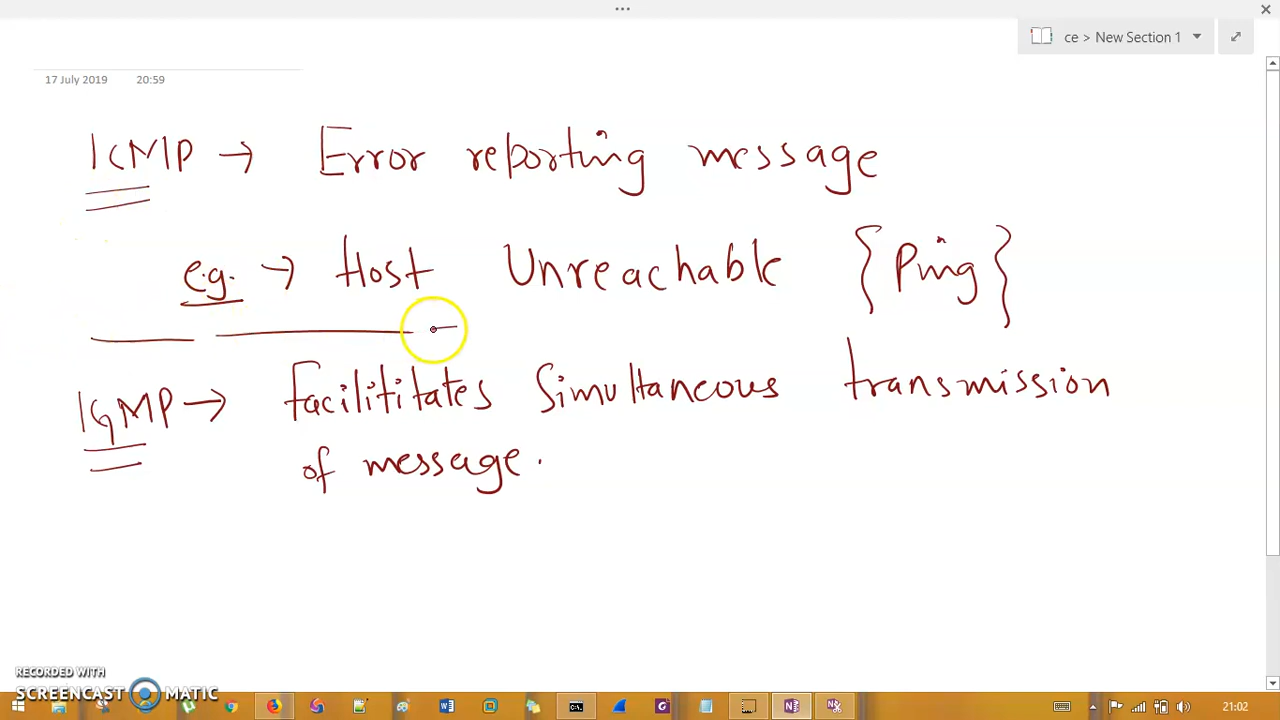 ce > New Section 1
17 July 2019 20:59
ICMP → Error reporting message
e.g. → Host Unreachable {Ping}
IGMP → Facilititates Simultaneous transmission
of message.
RECORDED WITH
SCREENCAST MATIC
21:02